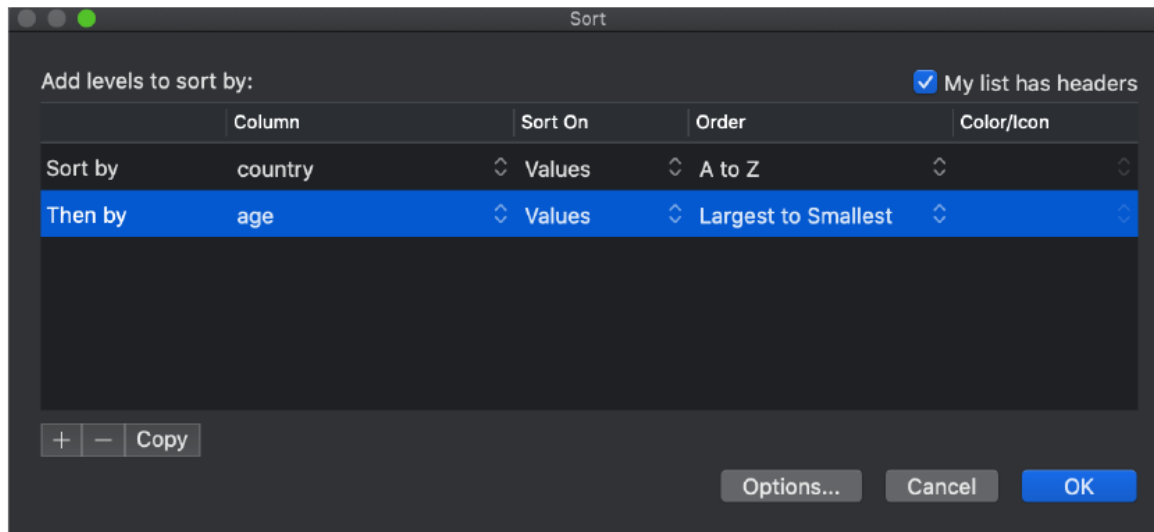 Sort
Add levels to sort by: My list has headers
Column Sort On Order Color/Icon
Sort by country Values A to Z
Then by age Values Largest to Smallest
+ − Copy
Options... Cancel OK